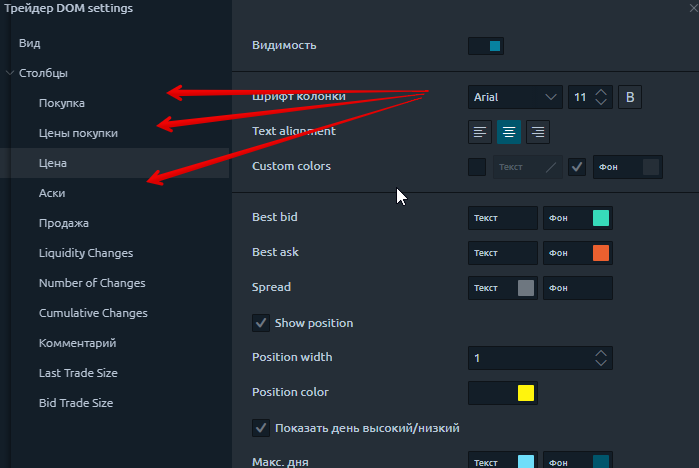 Трейдер DOM settings
Вид
Столбцы
Покупка
Цены покупки
Цена
Аски
Продажа
Liquidity Changes
Number of Changes
Cumulative Changes
Комментарий
Last Trade Size
Bid Trade Size
Видимость
Шрифт колонки Arial 11 B
Text alignment
Custom colors Текст Фон
Best bid Текст Фон
Best ask Текст Фон
Spread Текст Фон
Show position
Position width 1
Position color
Показать день высокий/низкий
Макс. дня Текст Фон